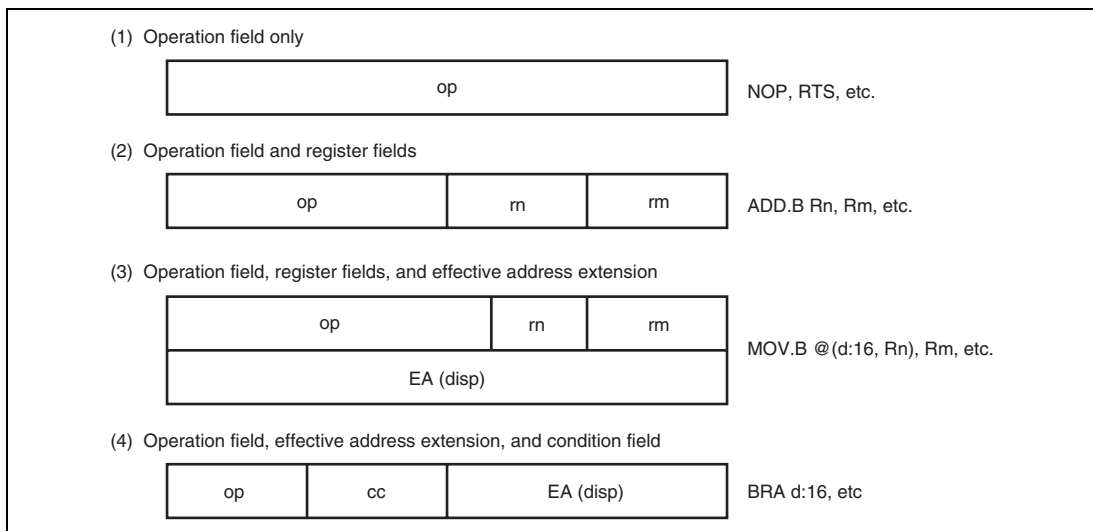 (1) Operation field only
op
NOP, RTS, etc.
(2) Operation field and register fields
op rn rm
ADD.B Rn, Rm, etc.
(3) Operation field, register fields, and effective address extension
op rn rm
EA (disp)
MOV.B @(d:16, Rn), Rm, etc.
(4) Operation field, effective address extension, and condition field
op cc EA (disp)
BRA d:16, etc